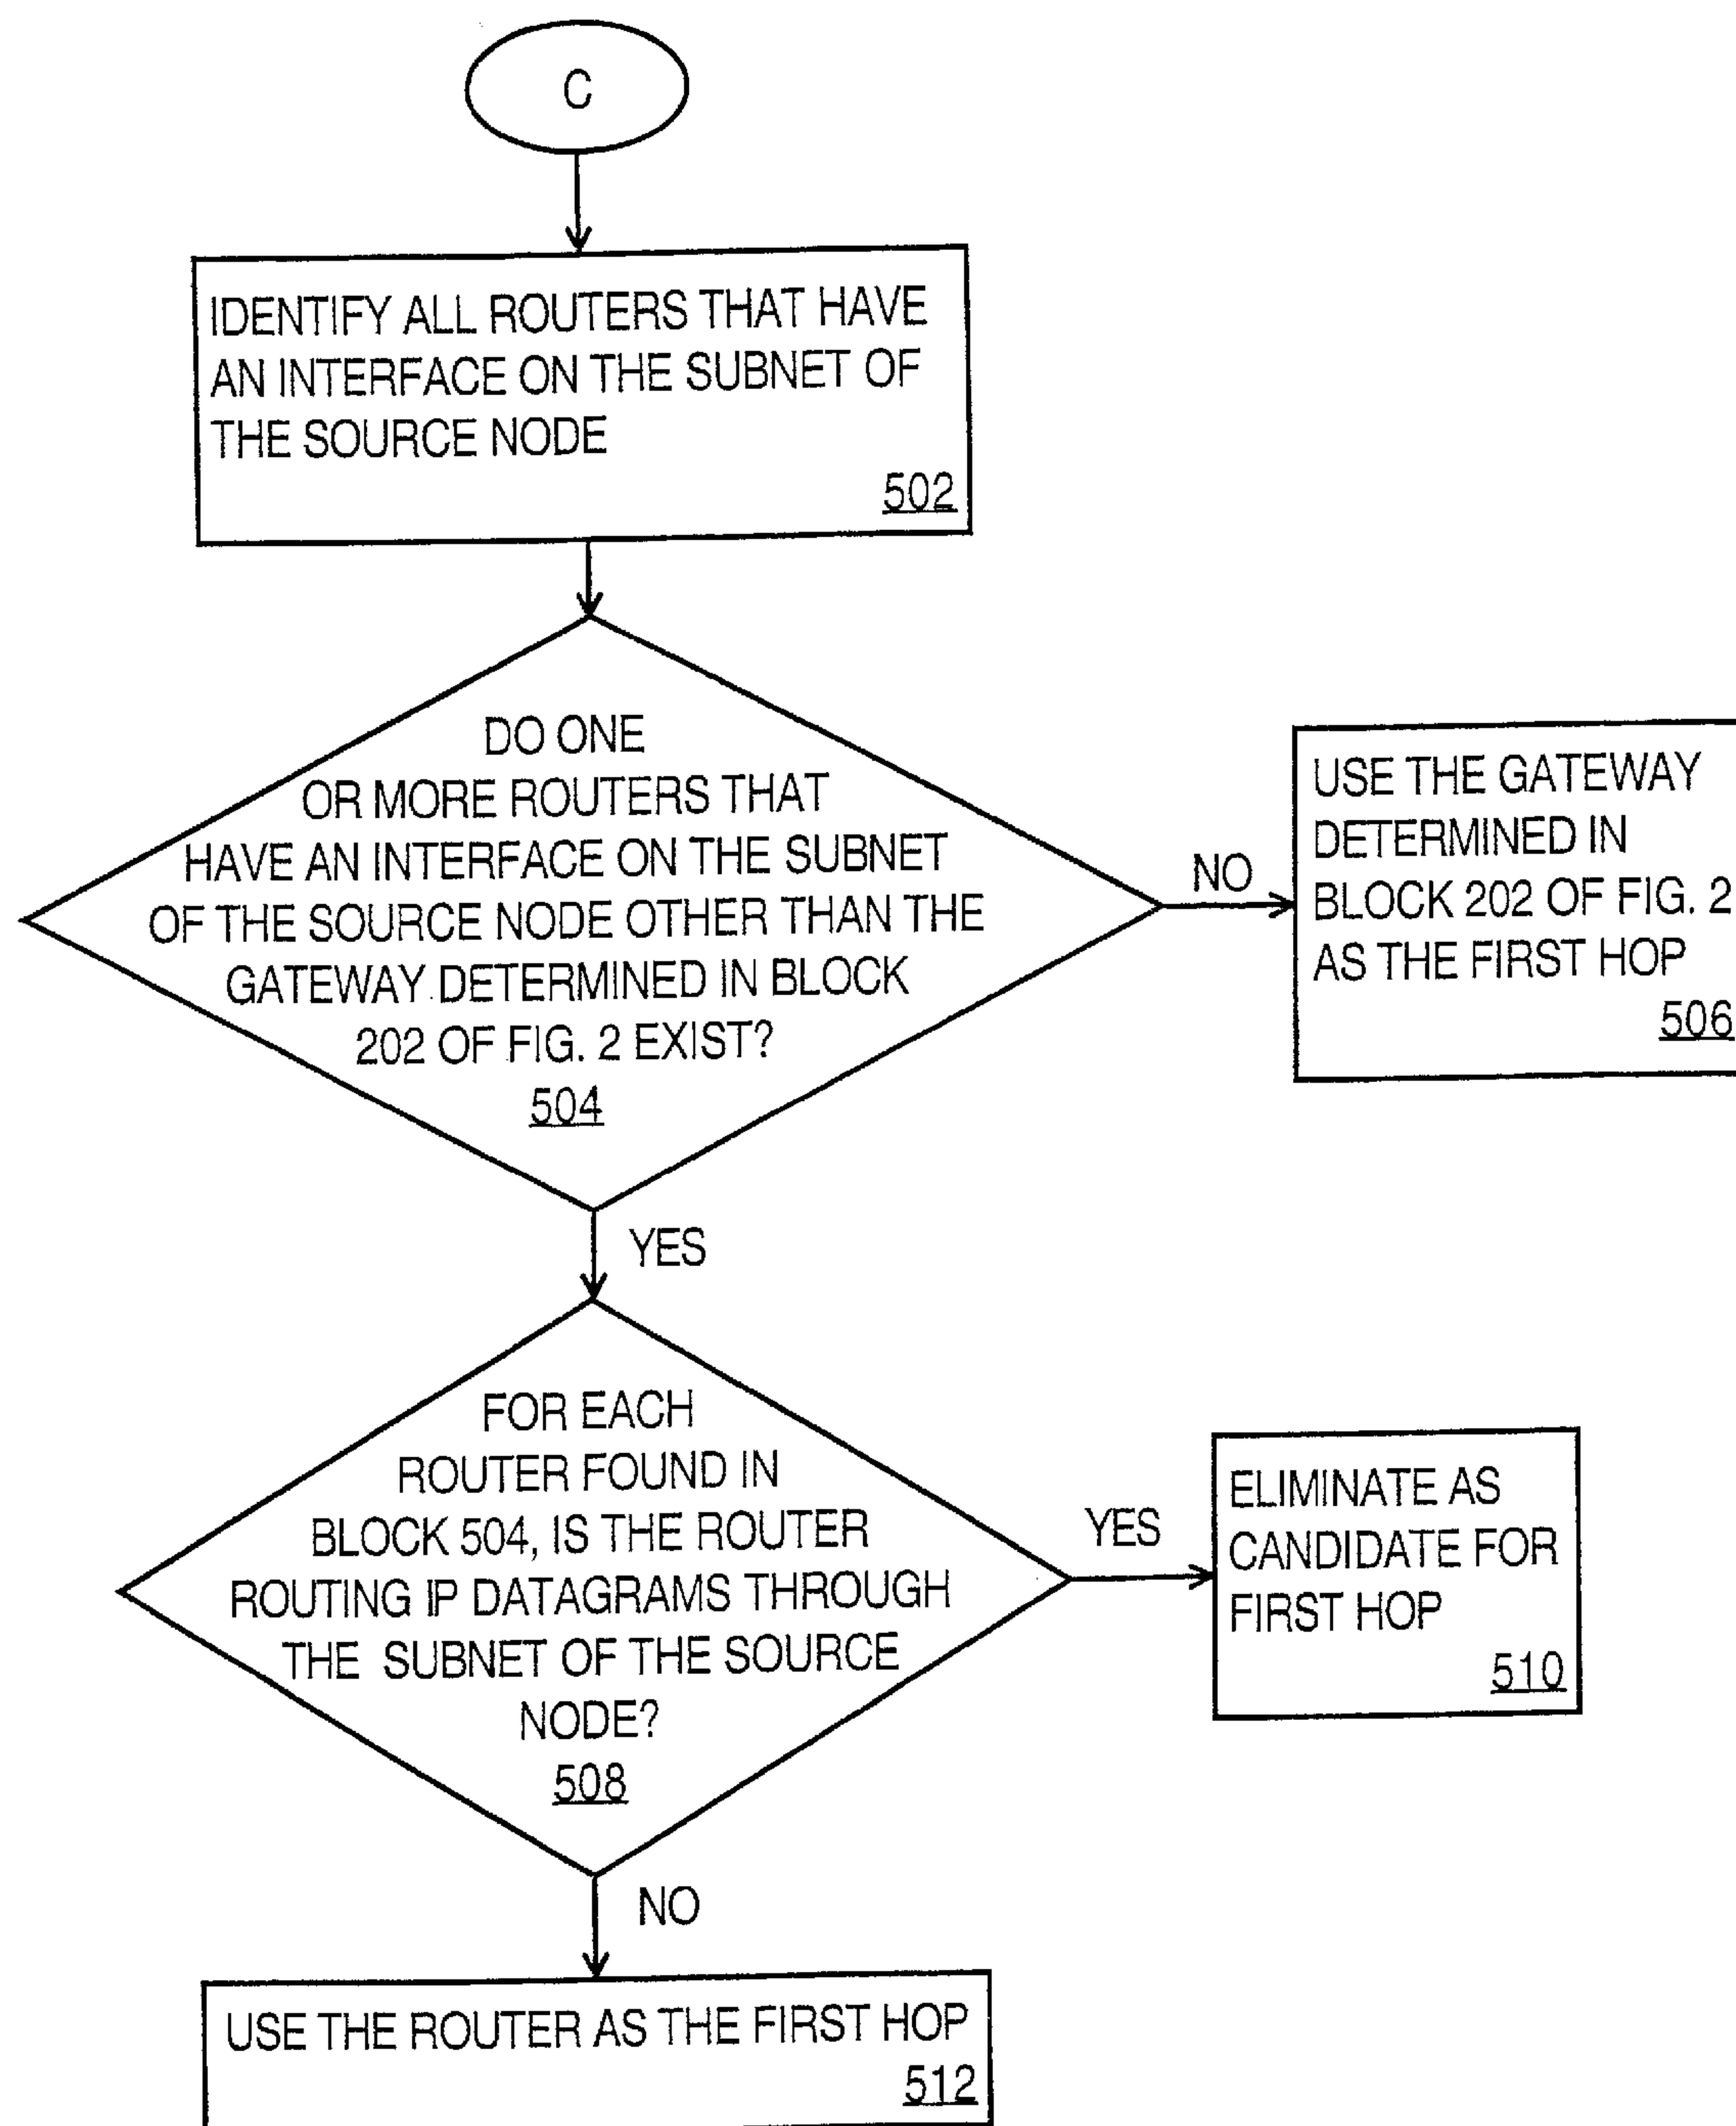 C
IDENTIFY ALL ROUTERS THAT HAVE
AN INTERFACE ON THE SUBNET OF
THE SOURCE NODE
502
DO ONE
OR MORE ROUTERS THAT
HAVE AN INTERFACE ON THE SUBNET
OF THE SOURCE NODE OTHER THAN THE
GATEWAY DETERMINED IN BLOCK
202 OF FIG. 2 EXIST?
504
NO
USE THE GATEWAY
DETERMINED IN
BLOCK 202 OF FIG. 2
AS THE FIRST HOP
506
YES
FOR EACH
ROUTER FOUND IN
BLOCK 504, IS THE ROUTER
ROUTING IP DATAGRAMS THROUGH
THE SUBNET OF THE SOURCE
NODE?
508
YES
ELIMINATE AS
CANDIDATE FOR
FIRST HOP
510
NO
USE THE ROUTER AS THE FIRST HOP
512